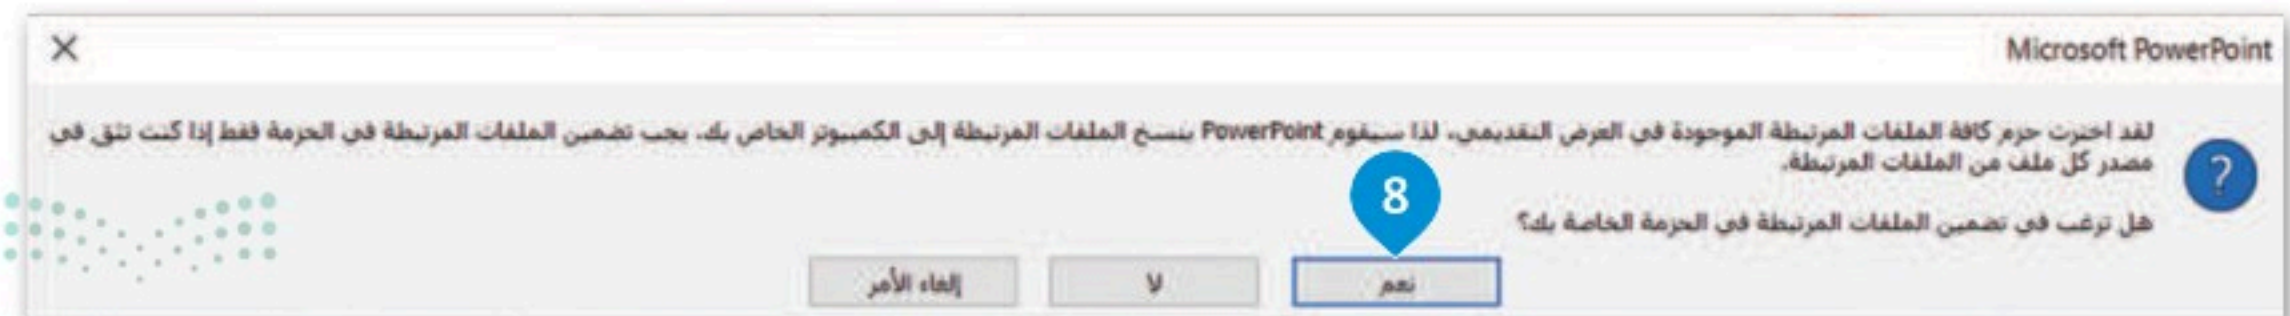 Microsoft PowerPoint
لقد اخترت حزم كافة الملفات المرتبطة الموجودة في العرض التقديمي، لذا سيقوم PowerPoint بنسخ الملفات المرتبطة إلى الكمبيوتر الخاص بك. يجب تضمين الملفات المرتبطة في الحزمة فقط إذا كنت تثق في
مصدر كل ملف من الملفات المرتبطة.
هل ترغب في تضمين الملفات المرتبطة في الحزمة الخاصة بك؟
8
نعم لا إلغاء الأمر